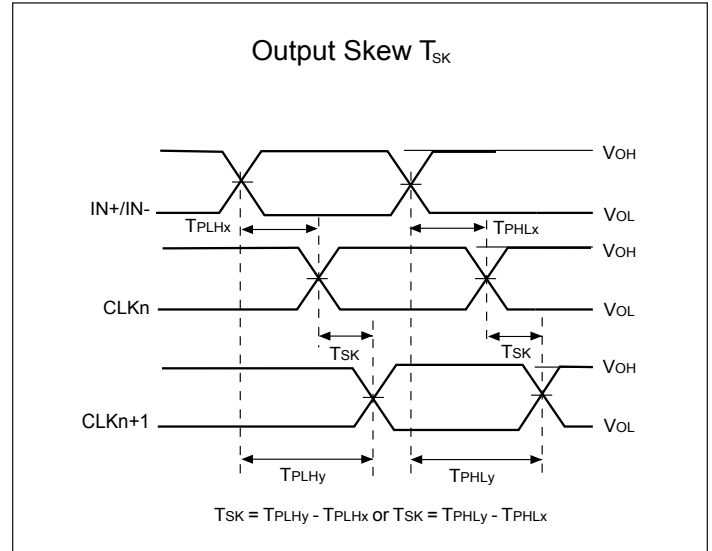 Output Skew TSK
VOH
IN+/IN-
VOL
TPLHx
TPHLx
VOH
CLKn
VOL
TSK
TSK
VOH
CLKn+1
VOL
TPLHy
TPHLy
TSK = TPLHy - TPLHx or TSK = TPHLy - TPHLx